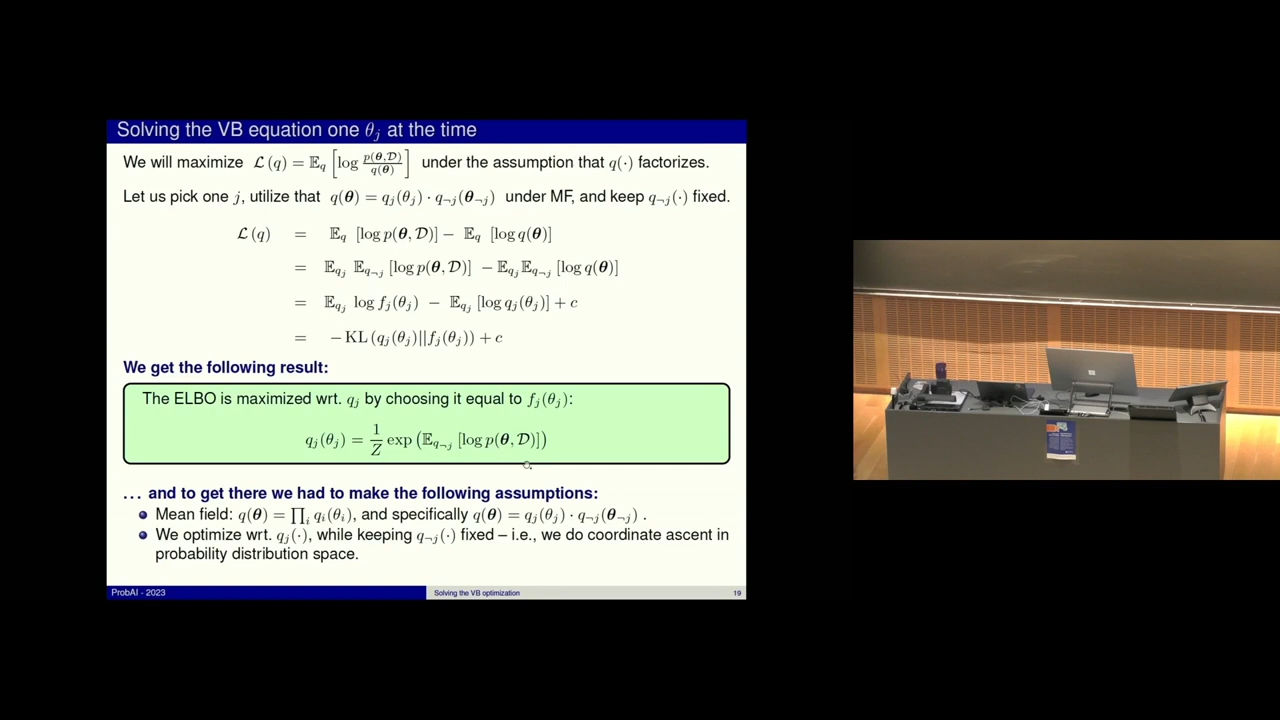 Solving the VB equation one θ_j at the time
We will maximize 𝓛(q) = 𝔼_q [log p(θ,𝒟)/q(θ)] under the assumption that q(·) factorizes.
Let us pick one j, utilize that q(θ) = q_j(θ_j) · q_¬j(θ_¬j) under MF, and keep q_¬j(·) fixed.
𝓛(q) = 𝔼_q [log p(θ, 𝒟)] − 𝔼_q [log q(θ)]
= 𝔼_{q_j} 𝔼_{q_¬j} [log p(θ, 𝒟)] − 𝔼_{q_j} 𝔼_{q_¬j} [log q(θ)]
= 𝔼_{q_j} log f_j(θ_j) − 𝔼_{q_j} [log q_j(θ_j)] + c
= − KL (q_j(θ_j)||f_j(θ_j)) + c
We get the following result:
The ELBO is maximized wrt. q_j by choosing it equal to f_j(θ_j):
q_j(θ_j) = 1/Z exp (𝔼_{q_¬j} [log p(θ, 𝒟)])
... and to get there we had to make the following assumptions:
Mean field: q(θ) = ∏_i q_i(θ_i), and specifically q(θ) = q_j(θ_j) · q_¬j(θ_¬j) .
We optimize wrt. q_j(·), while keeping q_¬j(·) fixed – i.e., we do coordinate ascent in
probability distribution space.
ProbAI - 2023
Solving the VB optimization
19